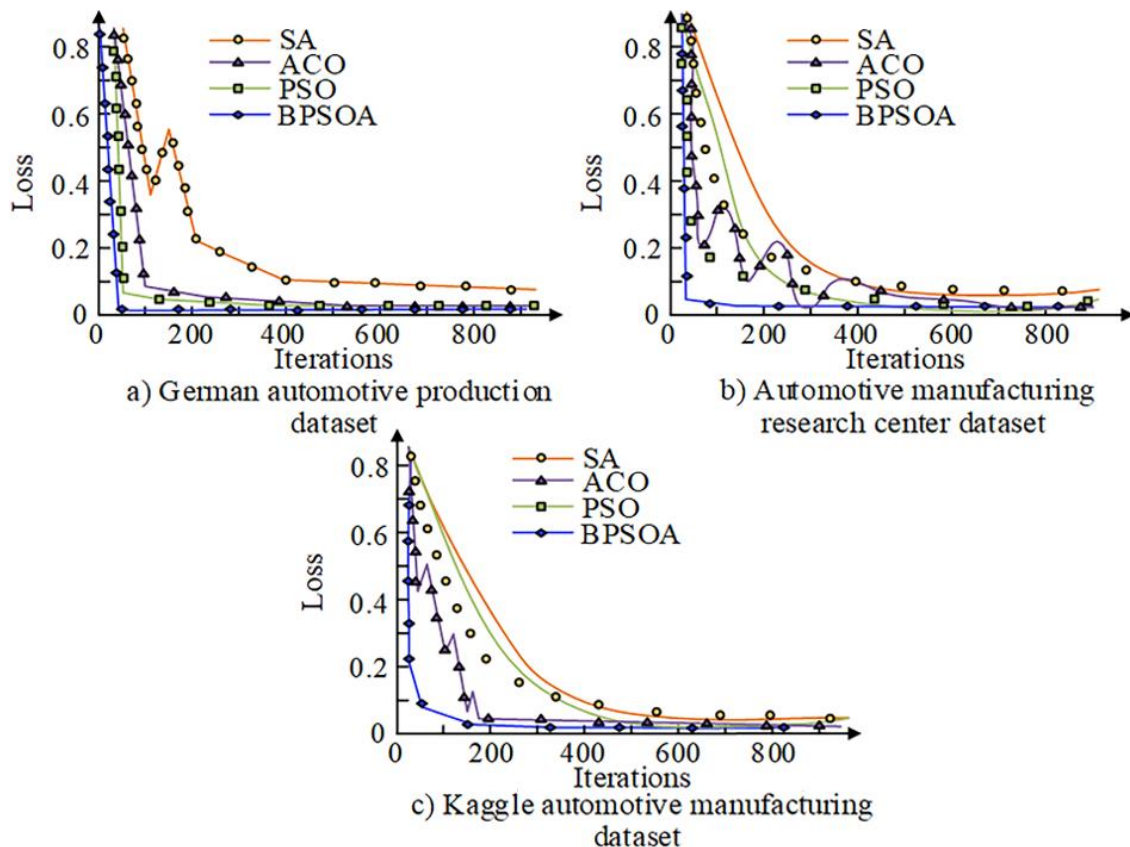 0.8
0.6
0.4
0.2
0
Loss
SA
ACO
PSO
BPSOA
0 200 400 600 800
Iterations
a) German automotive production
dataset
0.8
0.6
0.4
0.2
0
Loss
SA
ACO
PSO
BPSOA
0 200 400 600 800
Iterations
b) Automotive manufacturing
research center dataset
0.8
0.6
0.4
0.2
0
Loss
SA
ACO
PSO
BPSOA
0 200 400 600 800
Iterations
c) Kaggle automotive manufacturing
dataset